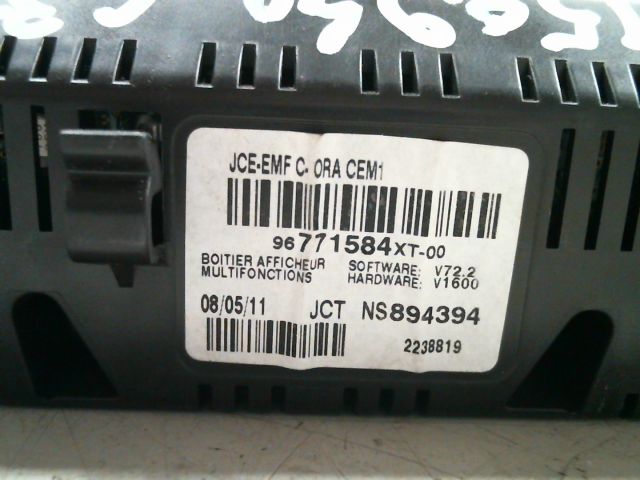 JCE-EMF C- ORA CEM1
96771584XT-00
BOITIER AFFICHEUR SOFTWARE: V72.2
MULTIFONCTIONS HARDWARE: V1600
08/05/11 JCT NS894394
2238819